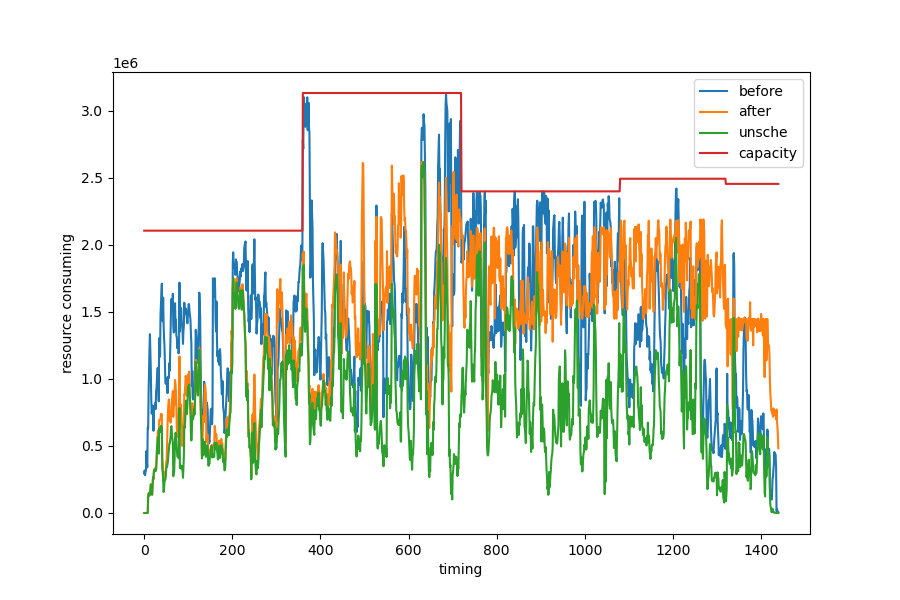 1e6
before
after
unsche
capacity
3.0
2.5
2.0
1.5
1.0
0.5
0.0
resource consuming
0 200 400 600 800 1000 1200 1400
timing